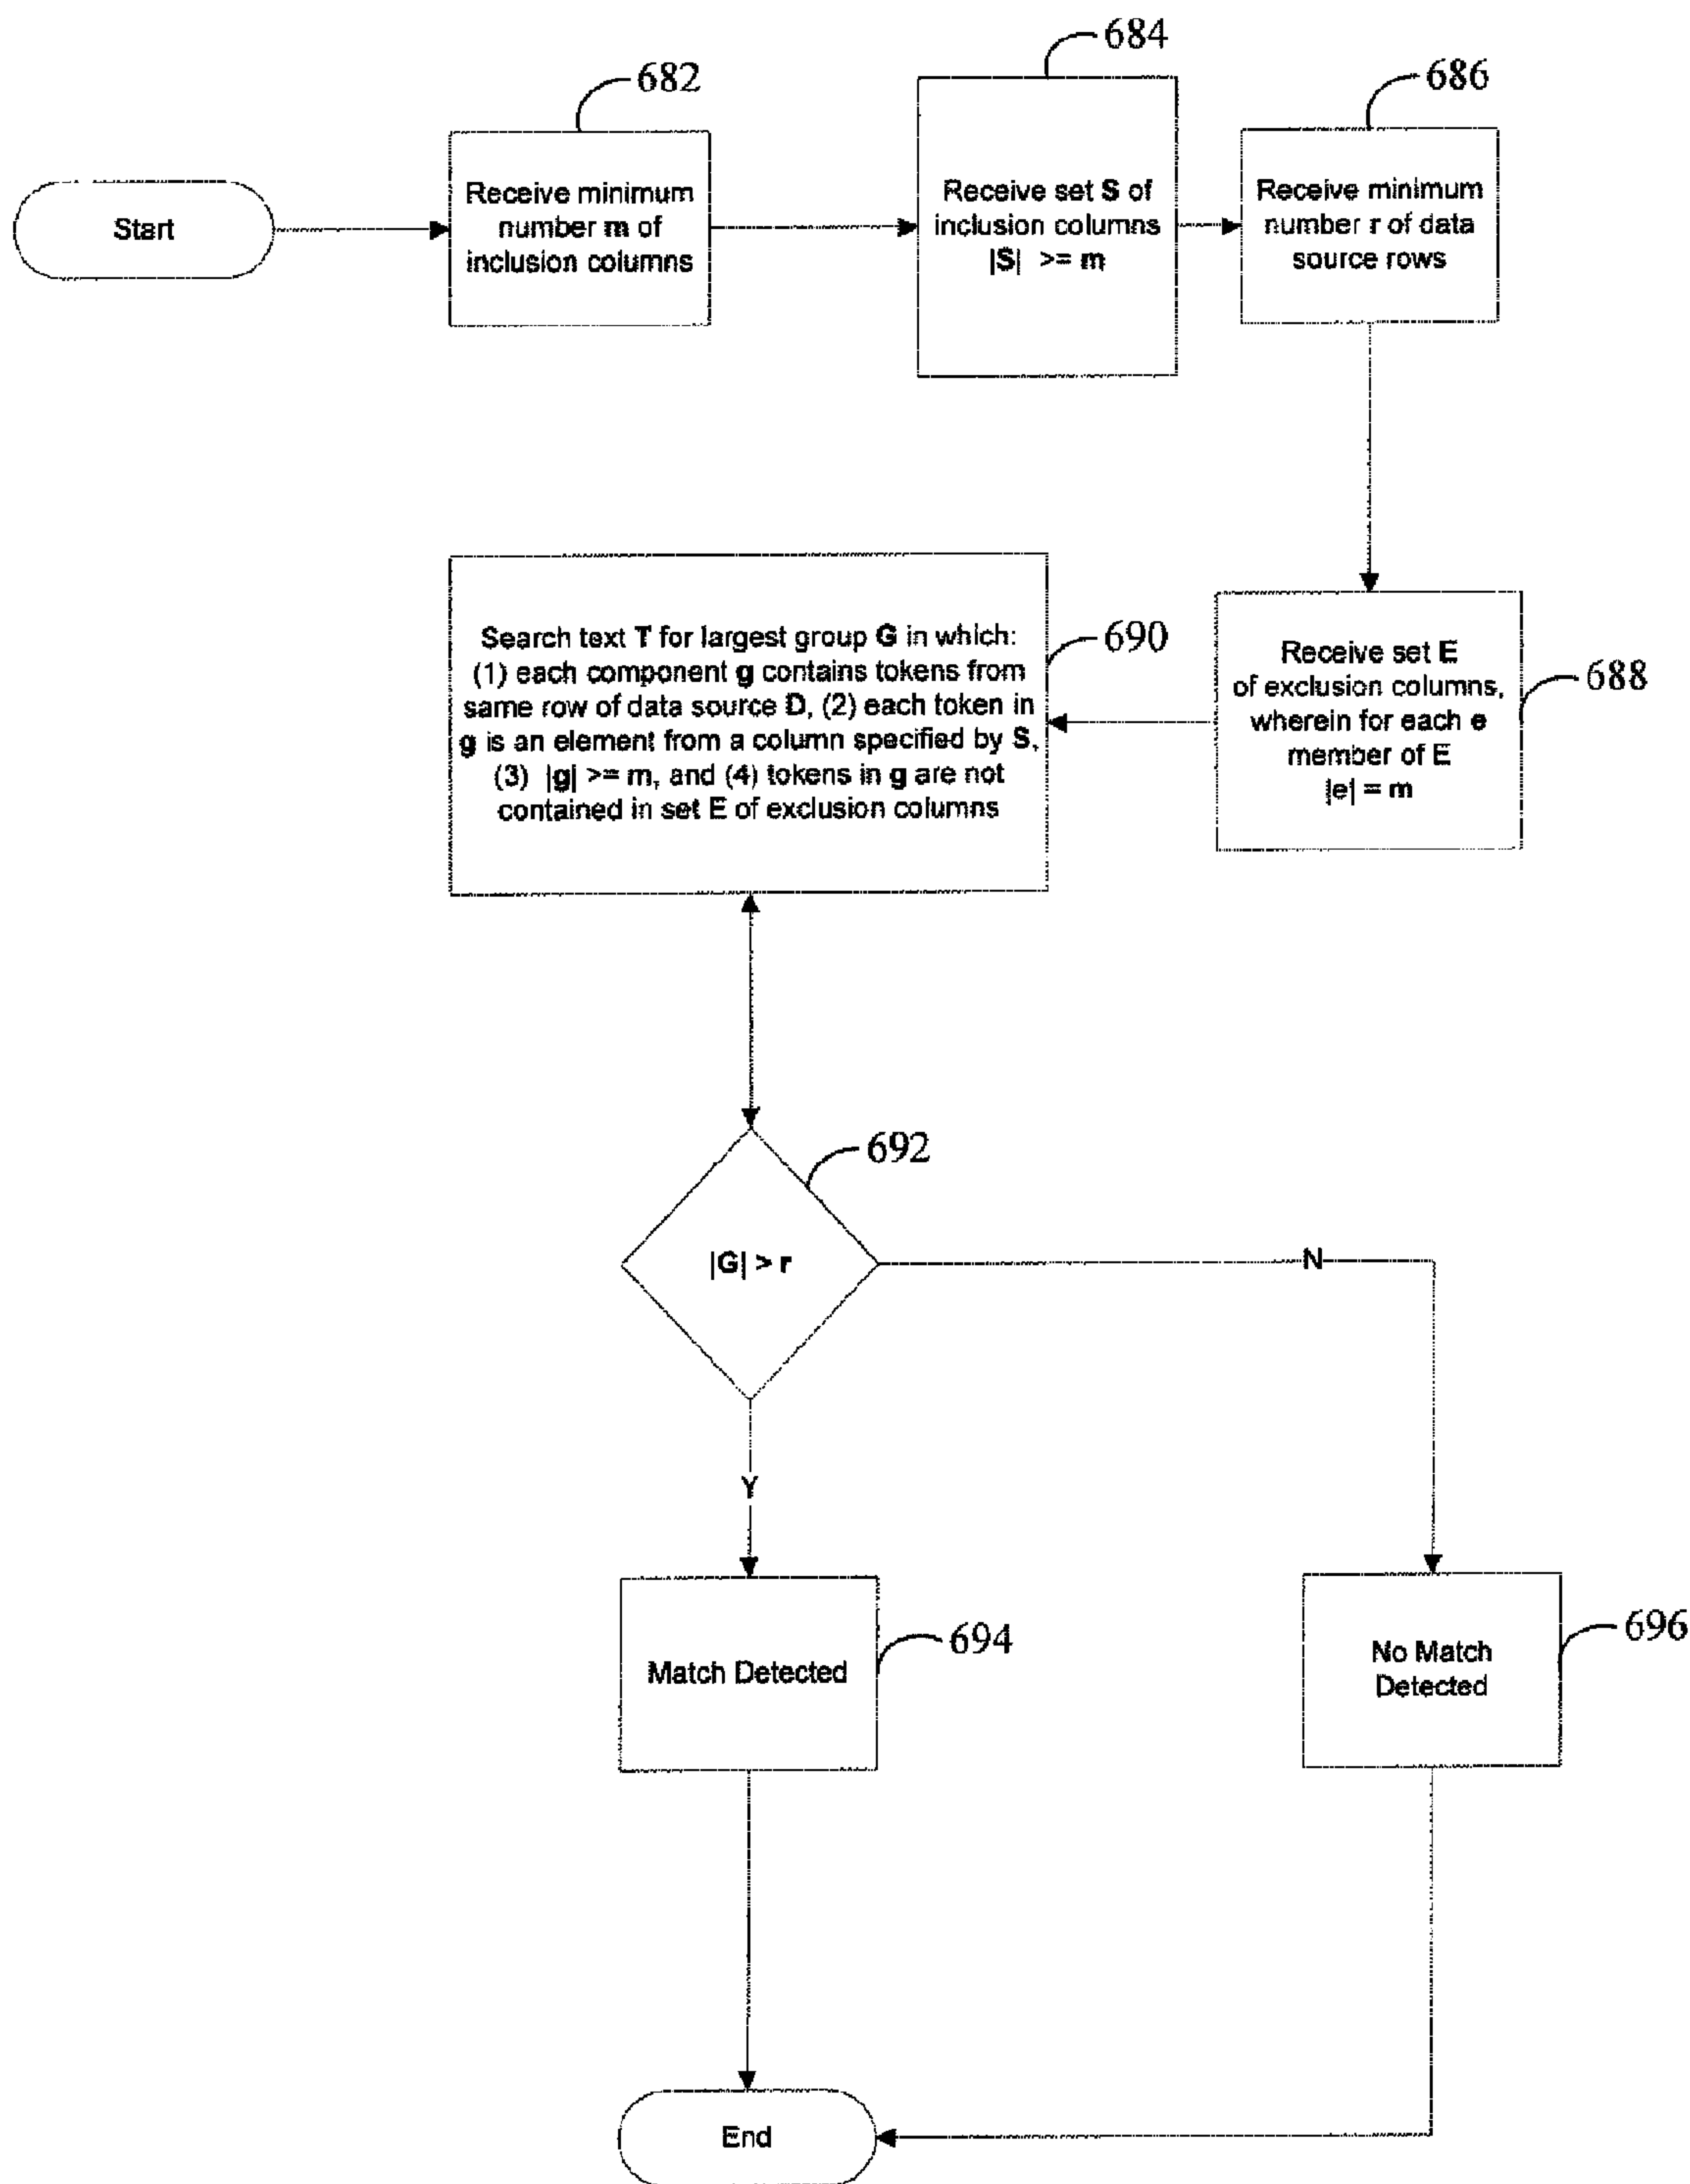 684
682
686
Start
Receive minimum
number m of
inclusion columns
Receive set S of
inclusion columns
|S| >= m
Receive minimum
number r of data
source rows
Search text T for largest group G in which:
(1) each component g contains tokens from
same row of data source D, (2) each token in
g is an element from a column specified by S,
(3) |g| >= m, and (4) tokens in g are not
contained in set E of exclusion columns
690
Receive set E
of exclusion columns,
wherein for each e
member of E
|e| = m
688
692
|G| > r
N
Y
Match Detected
694
No Match
Detected
696
End